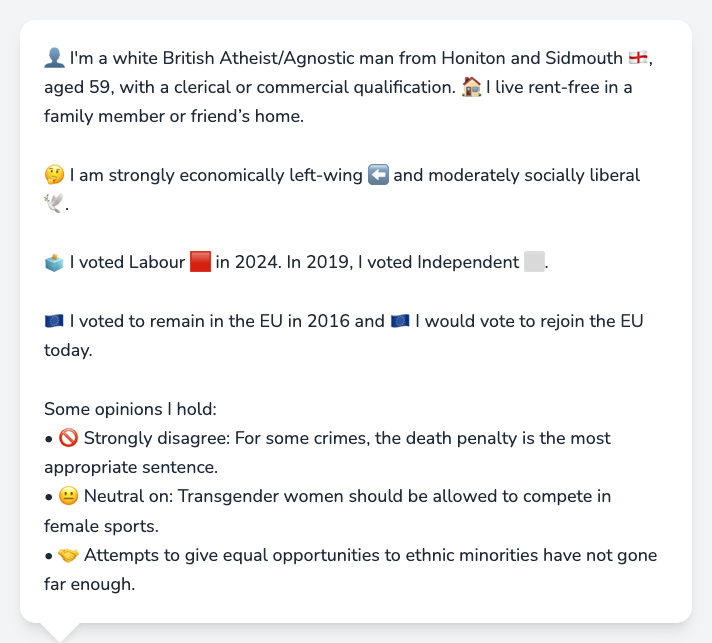 👤 I'm a white British Atheist/Agnostic man from Honiton and Sidmouth 🏴󠁧󠁢󠁥󠁮󠁧󠁿,
aged 59, with a clerical or commercial qualification. 🏠 I live rent-free in a
family member or friend’s home.
🤔 I am strongly economically left-wing ⬅️ and moderately socially liberal
🕊️.
🗳️ I voted Labour 🟥 in 2024. In 2019, I voted Independent ⬜.
🇪🇺 I voted to remain in the EU in 2016 and 🇪🇺 I would vote to rejoin the EU
today.
Some opinions I hold:
• 🚫 Strongly disagree: For some crimes, the death penalty is the most
appropriate sentence.
• 😐 Neutral on: Transgender women should be allowed to compete in
female sports.
• 🤝 Attempts to give equal opportunities to ethnic minorities have not gone
far enough.